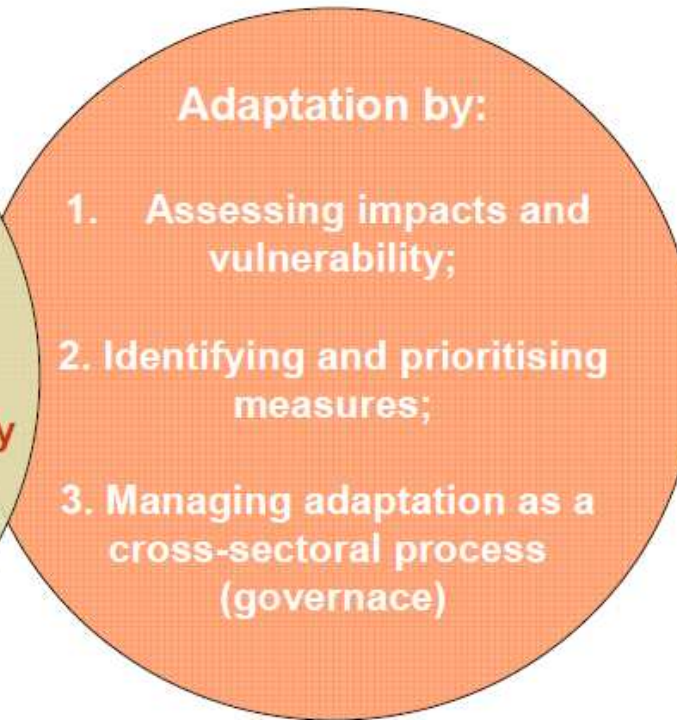 Adaptation by:
1. Assessing impacts and
vulnerability;
2. Identifying and prioritising
measures;
y
3. Managing adaptation as a
cross-sectoral process
(governace)